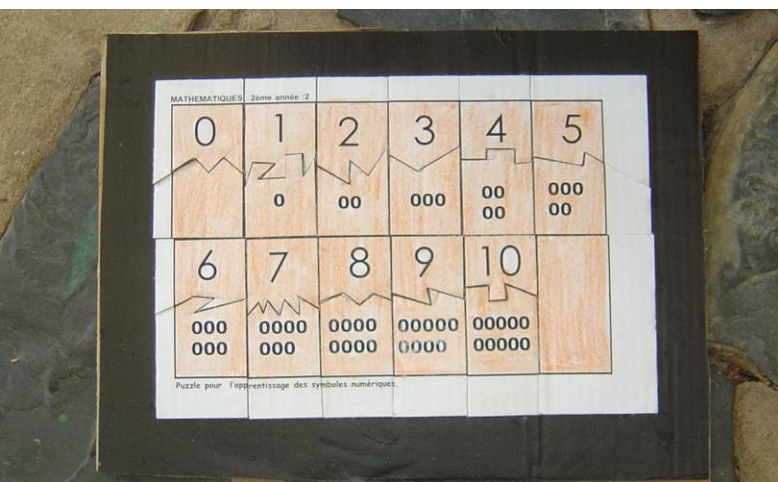 MATHEMATIQUES 2ème année :2
0 1 2 3 4 5
0 00 000 00 000
00 00
6 7 8 9 10
000 0000 0000 00000 00000
000 000 0000 0000 00000
Puzzle pour l'apprentissage des symboles numériques.